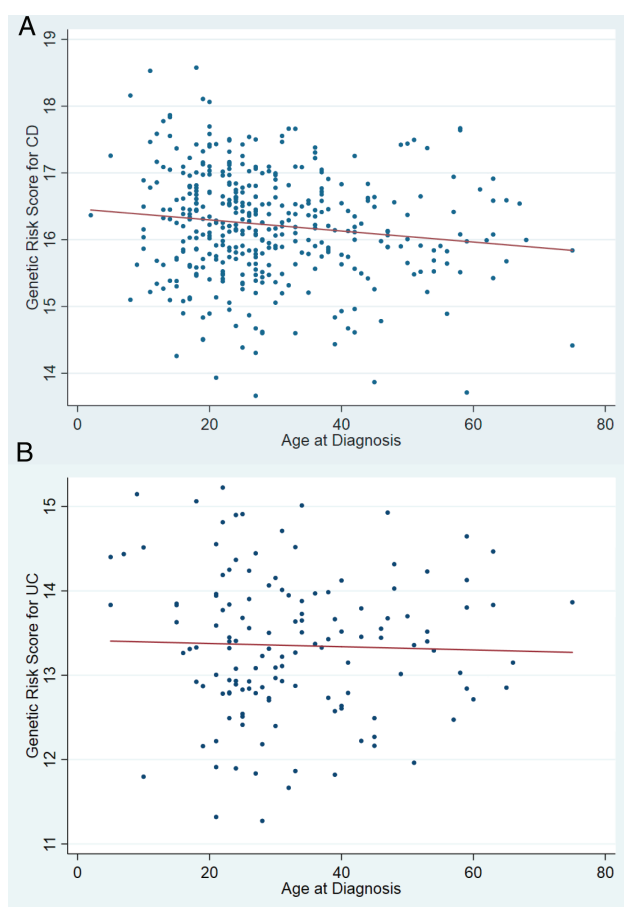 A
Genetic Risk Score for CD
19
18
17
16
15
14
0 20 40 60 80
Age at Diagnosis
B
Genetic Risk Score for UC
15
14
13
12
11
0 20 40 60 80
Age at Diagnosis